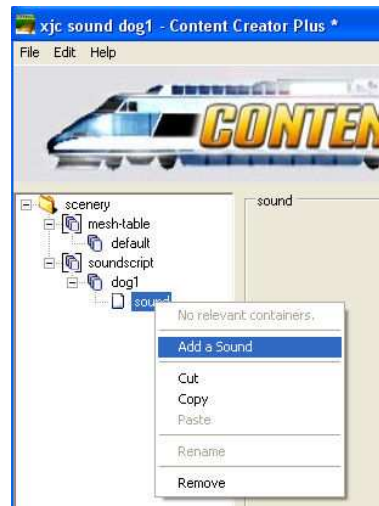 xjc sound dog1 - Content Creator Plus *
File Edit Help
CONTEN
scenery
mesh-table
default
soundscript
dog1
sound
sound
No relevant containers.
Add a Sound
Cut
Copy
Paste
Rename
Remove